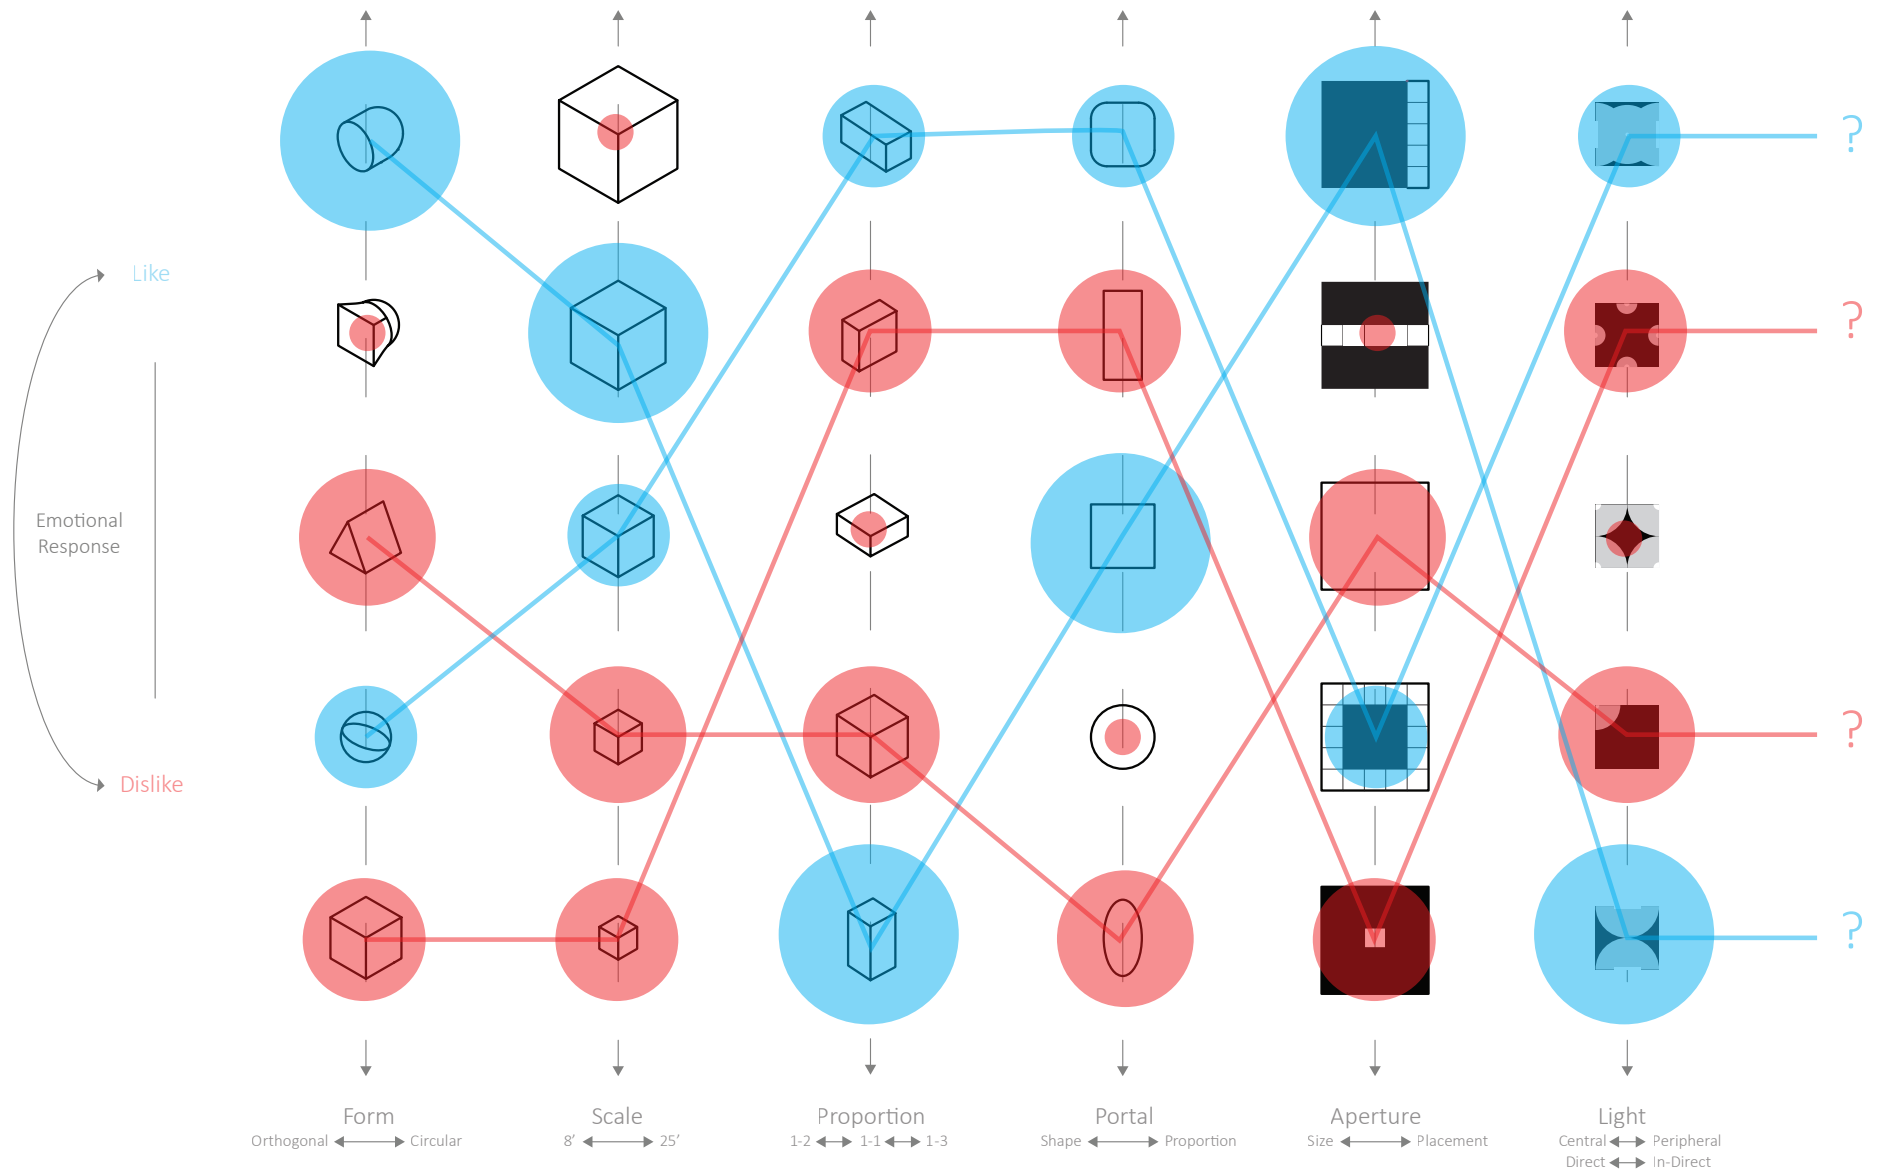 ?
Like
?
Emotional
Response
?
Dislike
?
Form
Scale
Proportion
Portal
Aperture
Light
Orthogonal
Circular
8’
25’
1-2
1-1
1-3
Shape
Proportion
Size
Placement
Central
Peripheral
Direct
In-Direct